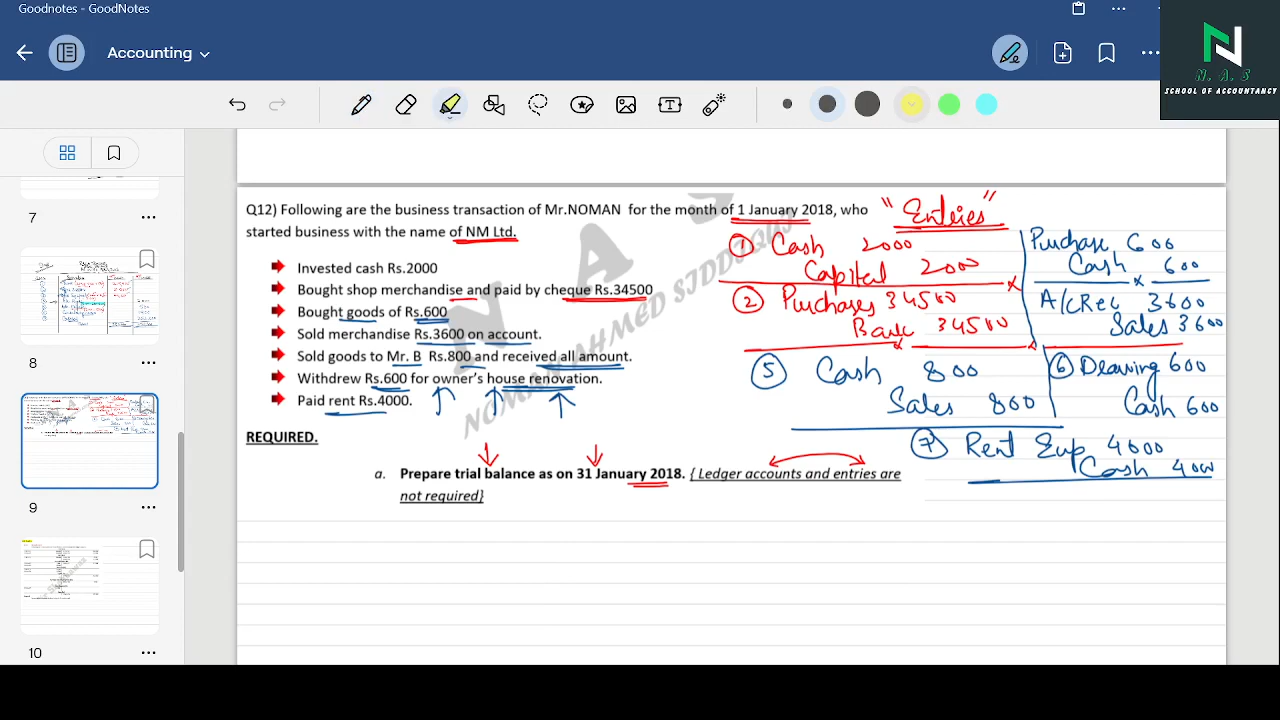 Goodnotes - GoodNotes
Accounting
N. A. S
SCHOOL OF ACCOUNTANCY
7
8
9
10
N A S
NOMAN AHMED SIDDIQUI
Q12) Following are the business transaction of Mr.NOMAN for the month of 1 January 2018, who
started business with the name of NM Ltd.
Invested cash Rs.2000
Bought shop merchandise and paid by cheque Rs.34500
Bought goods of Rs.600
Sold merchandise Rs.3600 on account.
Sold goods to Mr. B Rs.800 and received all amount.
Withdrew Rs.600 for owner's house renovation.
Paid rent Rs.4000.
REQUIRED.
a. Prepare trial balance as on 31 January 2018. { Ledger accounts and entries are
not required}
"Entries"
① Cash 2000
Capital 2000
② Purchases 34500
Bank 34500
Purchase 600
Cash 600
A/C Rec 3600
Sales 3600
⑤ Cash 800
Sales 800
⑥ Drawing 600
Cash 600
⑦ Rent Exp 4000
Cash 4000